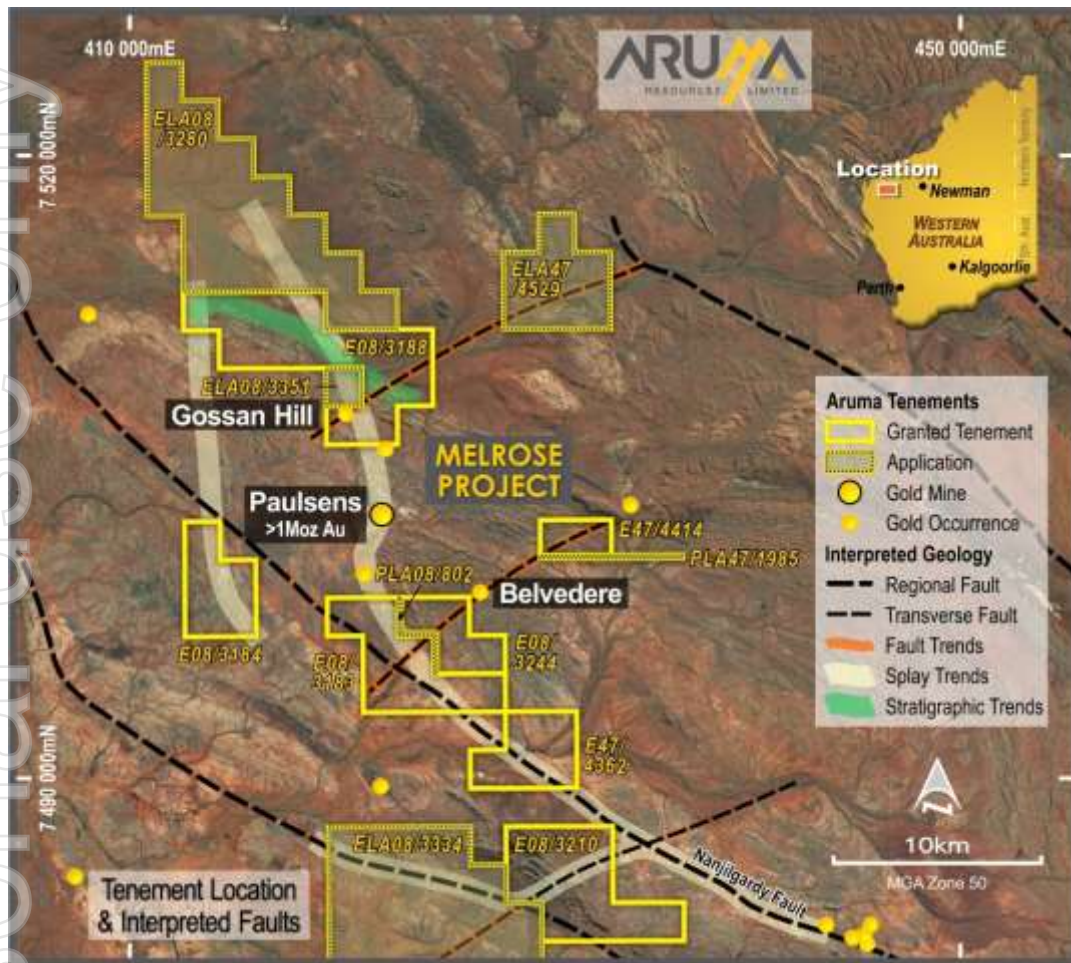 410 000mE
450 000mE
ARUMA
RESOURCES LIMITED
ELA08
/3280
7 520 000mN
Location
Newman
WESTERN
AUSTRALIA
Kalgoorlie
Perth
ELA47
/4529
E08/3188
ELA08/3351
Gossan Hill
MELROSE
PROJECT
Paulsens
>1Moz Au
E47/4414
PLA47/1985
PLA08/802
Belvedere
E08/3184
E08/
3183
E08/
3244
E47/
4362
Aruma Tenements
Granted Tenement
Application
Gold Mine
Gold Occurrence
Interpreted Geology
Regional Fault
Transverse Fault
Fault Trends
Splay Trends
Stratigraphic Trends
7 490 000mN
ELA08/3334
E08/3210
10km
MGA Zone 50
Nanjilgardy Fault
Tenement Location
& Interpreted Faults